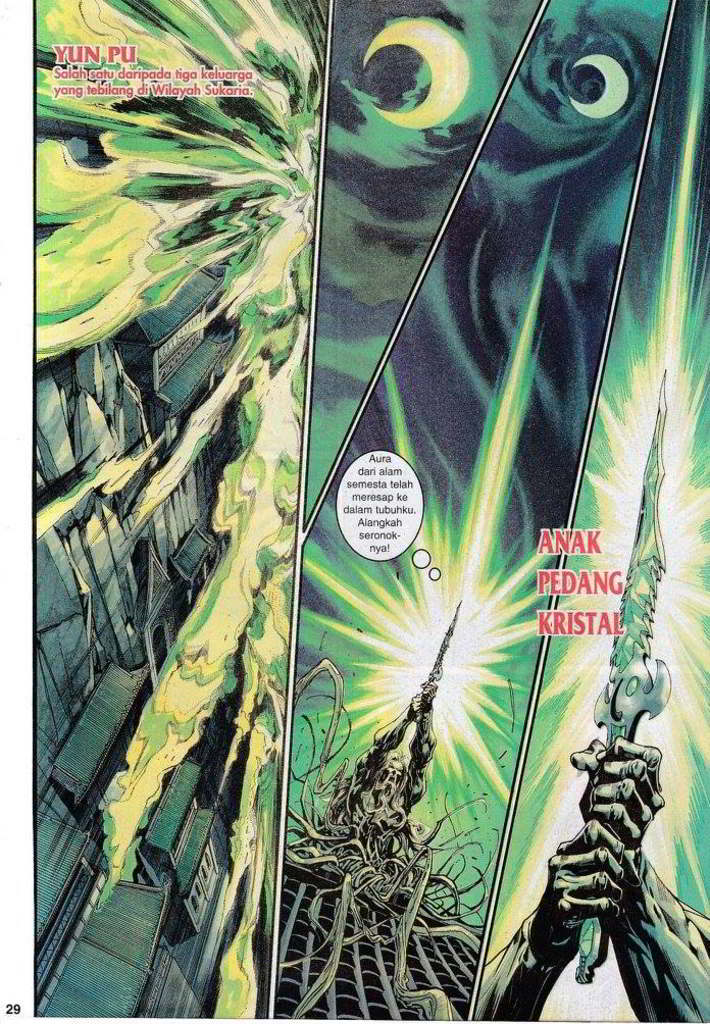 YUN PU
Salah satu daripada tiga keluarga
yang tebilang di Wilayah Sukaria.
Aura
dari alam
semesta telah
meresap ke
dalam tubuhku.
Alangkah
seronok-
nya!
ANAK
PEDANG
KRISTAL
29